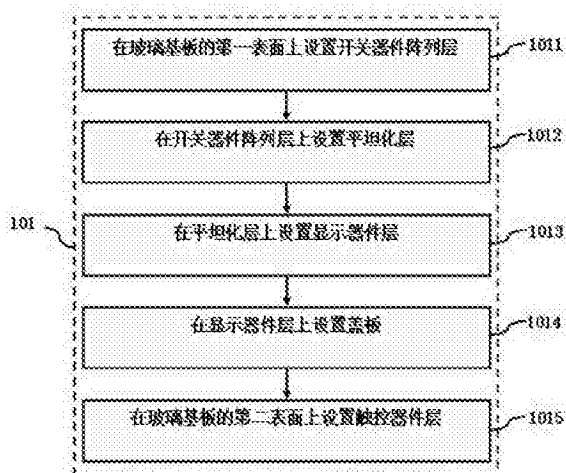 在玻璃基板的第一表面上设置开关器件阵列层
1011
在开关器件阵列层上设置平坦化层
1012
101
在平坦化层上设置显示器件层
1013
在显示器件层上设置盖板
1014
在玻璃基板的第二表面上设置触控器件层
1015